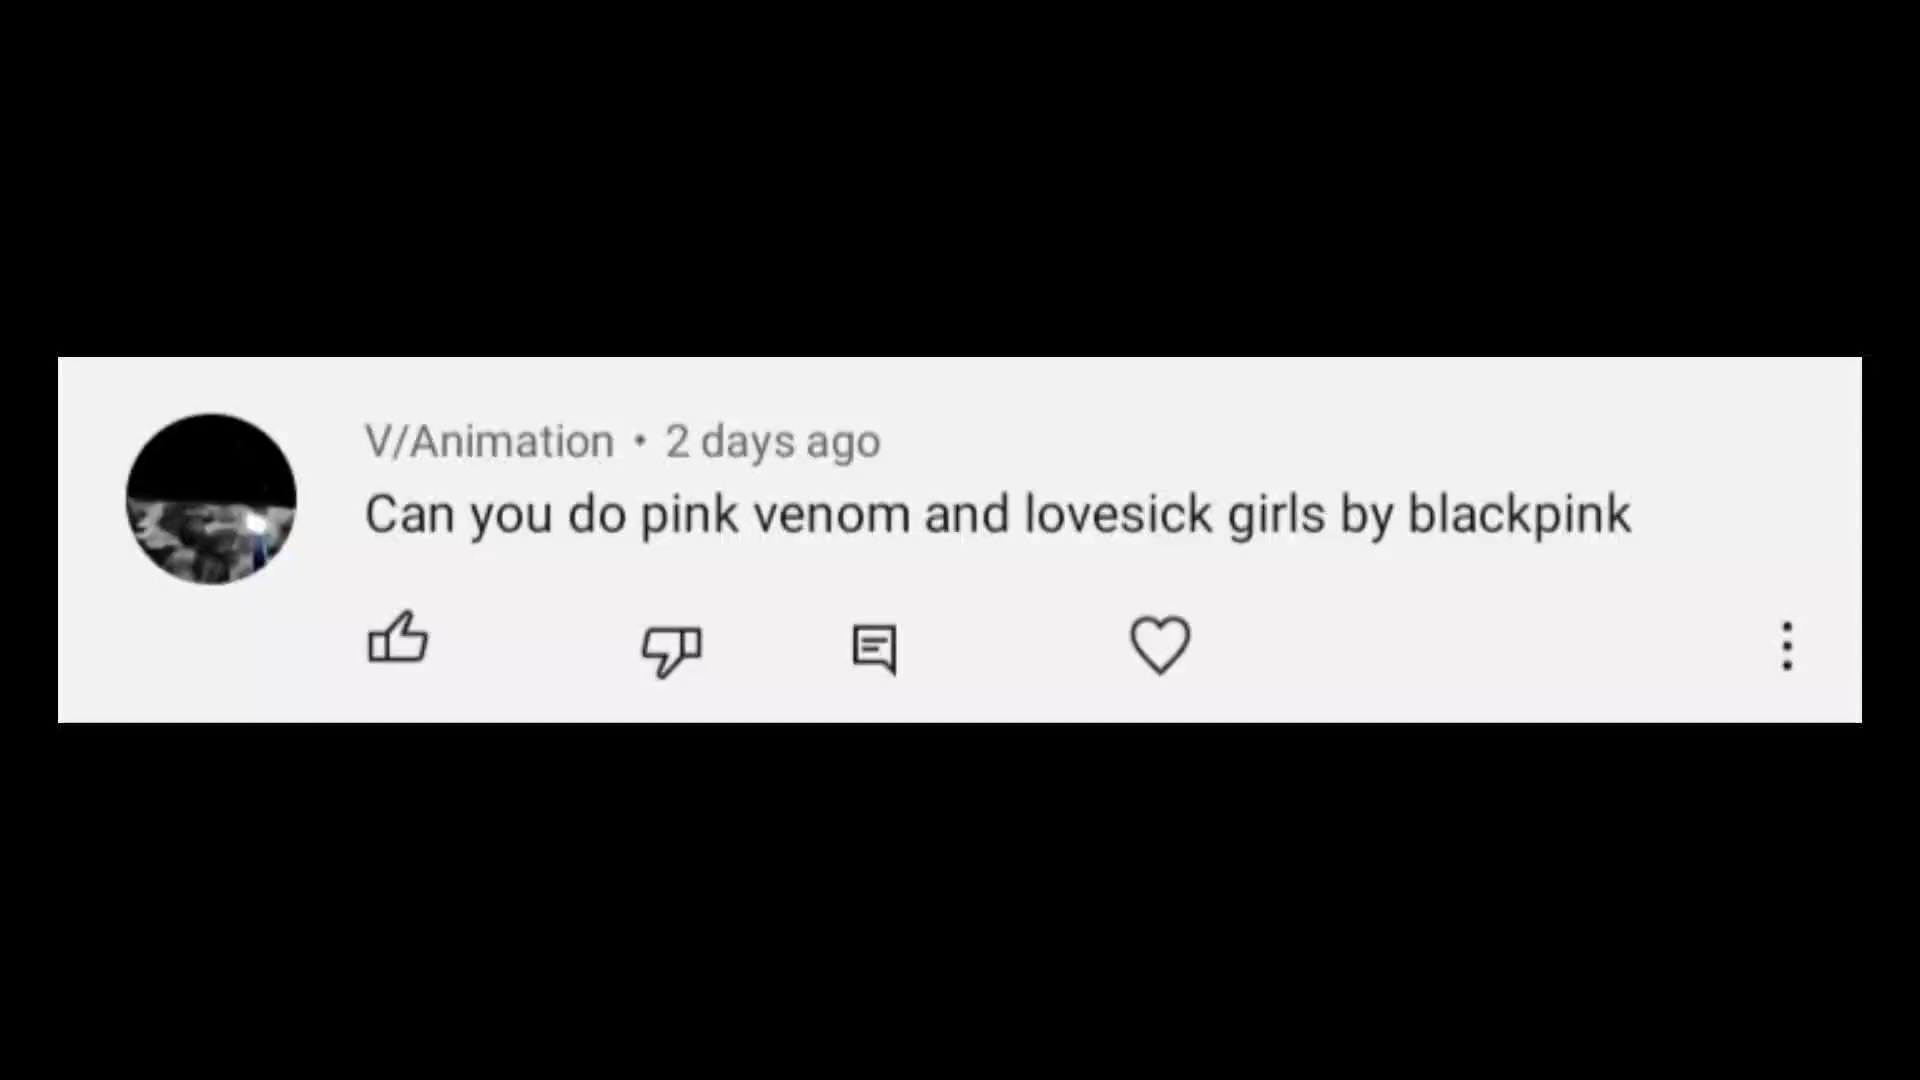 V/Animation • 2 days ago
Can you do pink venom and lovesick girls by blackpink